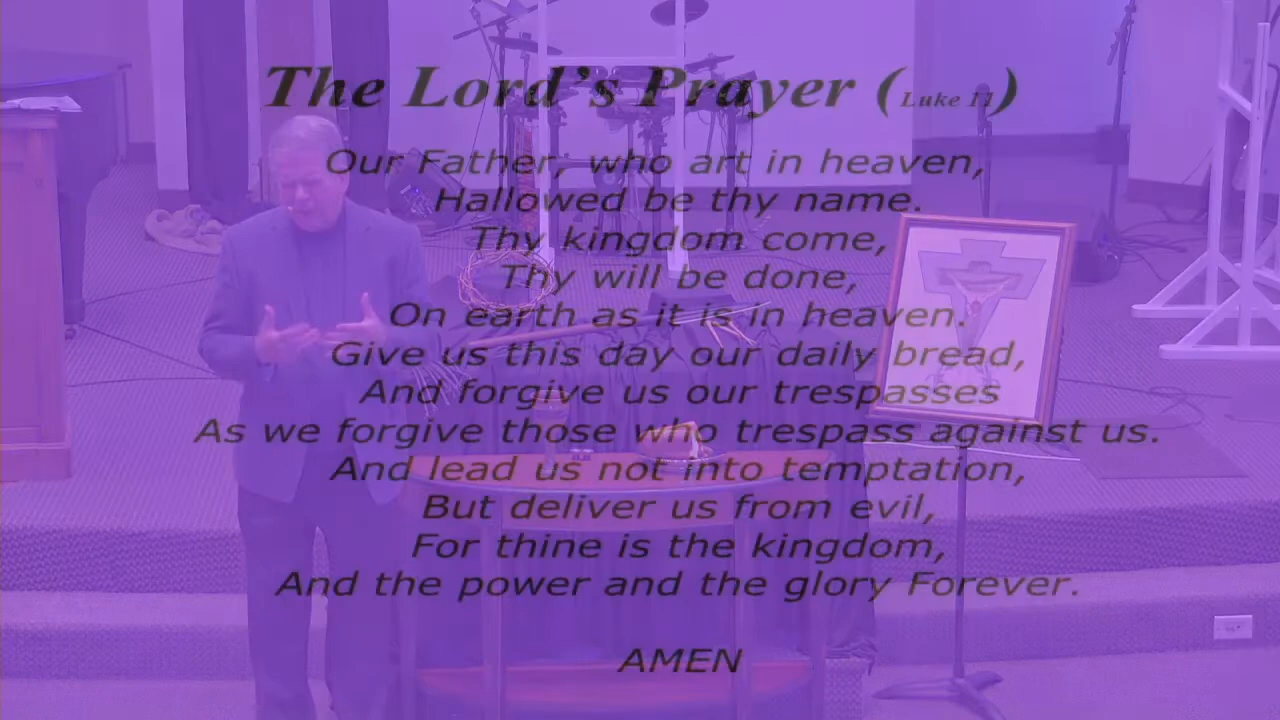 The Lord's Prayer (Luke 11)
Our Father, who art in heaven,
Hallowed be thy name.
Thy kingdom come,
Thy will be done,
On earth as it is in heaven.
Give us this day our daily bread,
And forgive us our trespasses
As we forgive those who trespass against us.
And lead us not into temptation,
But deliver us from evil,
For thine is the kingdom,
And the power and the glory Forever.
AMEN